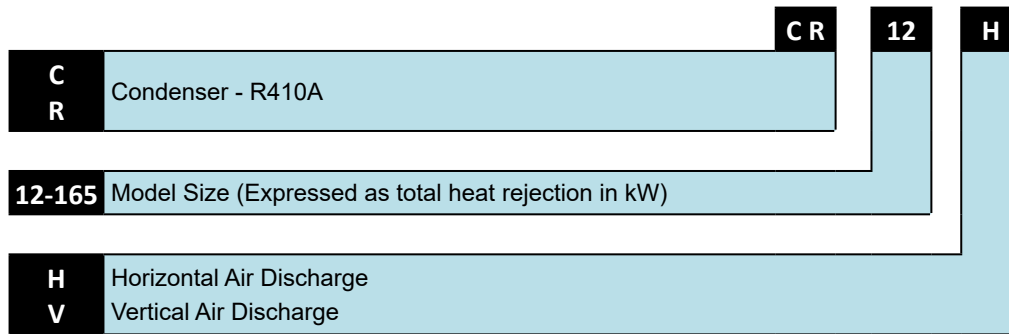 C R 12 H
C
R
Condenser - R410A
12-165 Model Size (Expressed as total heat rejection in kW)
H Horizontal Air Discharge
V Vertical Air Discharge